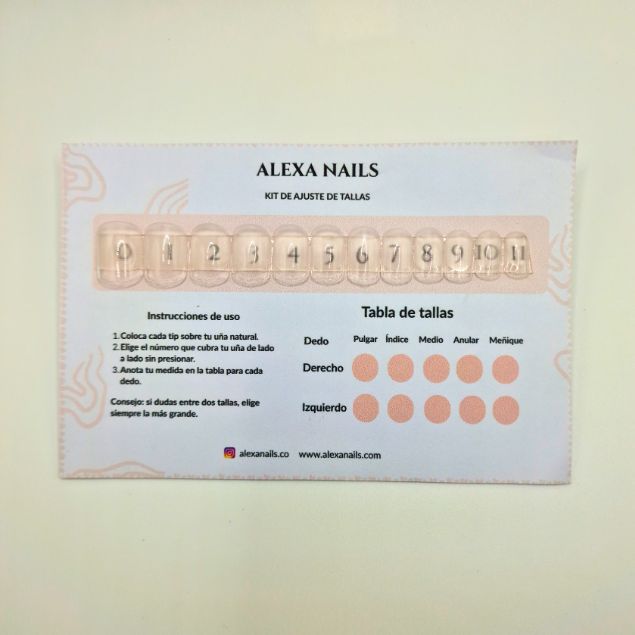 ALEXA NAILS
KIT DE AJUSTE DE TALLAS
0 1 2 3 4 5 6 7 8 9 10 11
Instrucciones de uso
1. Coloca cada tip sobre tu uña natural.
2. Elige el número que cubra tu uña de lado
a lado sin presionar.
3. Anota tu medida en la tabla para cada
dedo.
Consejo: si dudas entre dos tallas, elige
siempre la más grande.
Tabla de tallas
Dedo Pulgar Índice Medio Anular Meñique
Derecho
Izquierdo
alexanails.co www.alexanails.com